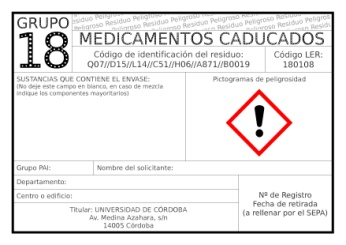 GRUPO
18
Residuo Peligroso Residuo Peligroso Residuo Peligroso Residuo Peligroso
MEDICAMENTOS CADUCADOS
Código de identificación del residuo:
Q07//D15//L14//C51//H06//A871//B0019
Código LER:
180108
SUSTANCIAS QUE CONTIENE EL ENVASE:
(No deje este campo en blanco, en caso de mezcla
indique los componentes mayoritarios)
Pictogramas de peligrosidad
!
Grupo PAI:
Nombre del solicitante:
Departamento:
Centro o edificio:
Titular: UNIVERSIDAD DE CÓRDOBA
Av. Medina Azahara, s/n
14005 Córdoba
Nº de Registro
Fecha de retirada
(a rellenar por el SEPA)